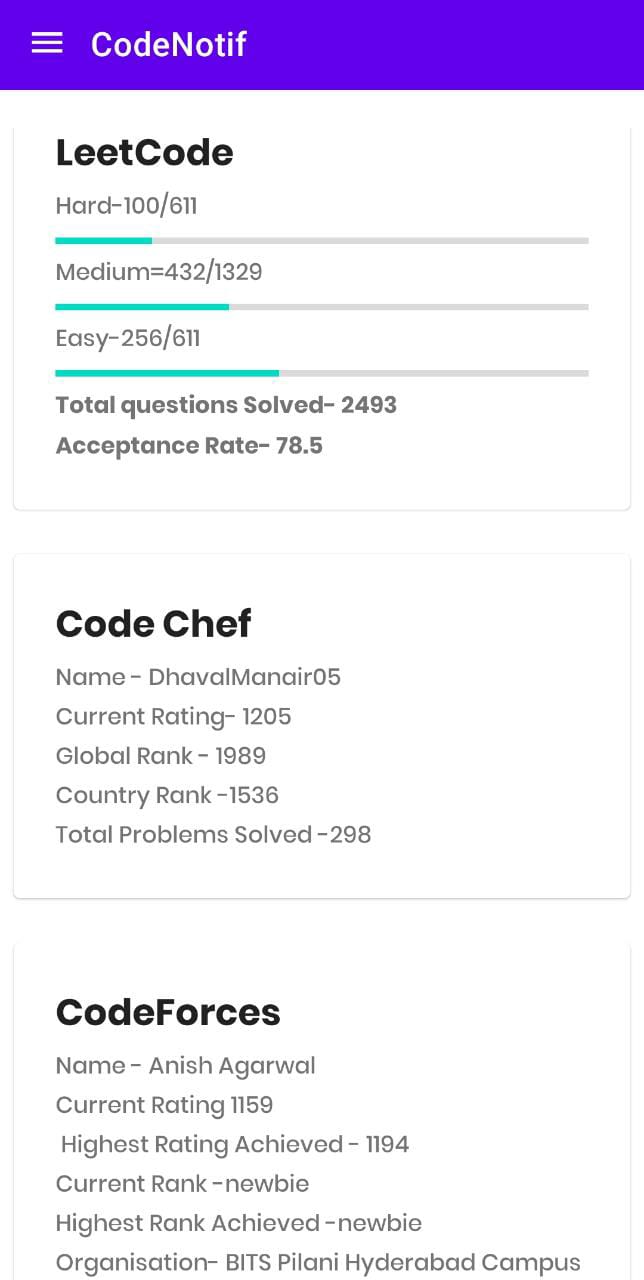 CodeNotif
LeetCode
Hard-100/611
Medium=432/1329
Easy-256/611
Total questions Solved- 2493
Acceptance Rate- 78.5
Code Chef
Name - DhavalManair05
Current Rating- 1205
Global Rank - 1989
Country Rank -1536
Total Problems Solved -298
CodeForces
Name - Anish Agarwal
Current Rating 1159
Highest Rating Achieved - 1194
Current Rank -newbie
Highest Rank Achieved -newbie
Organisation- BITS Pilani Hyderabad Campus